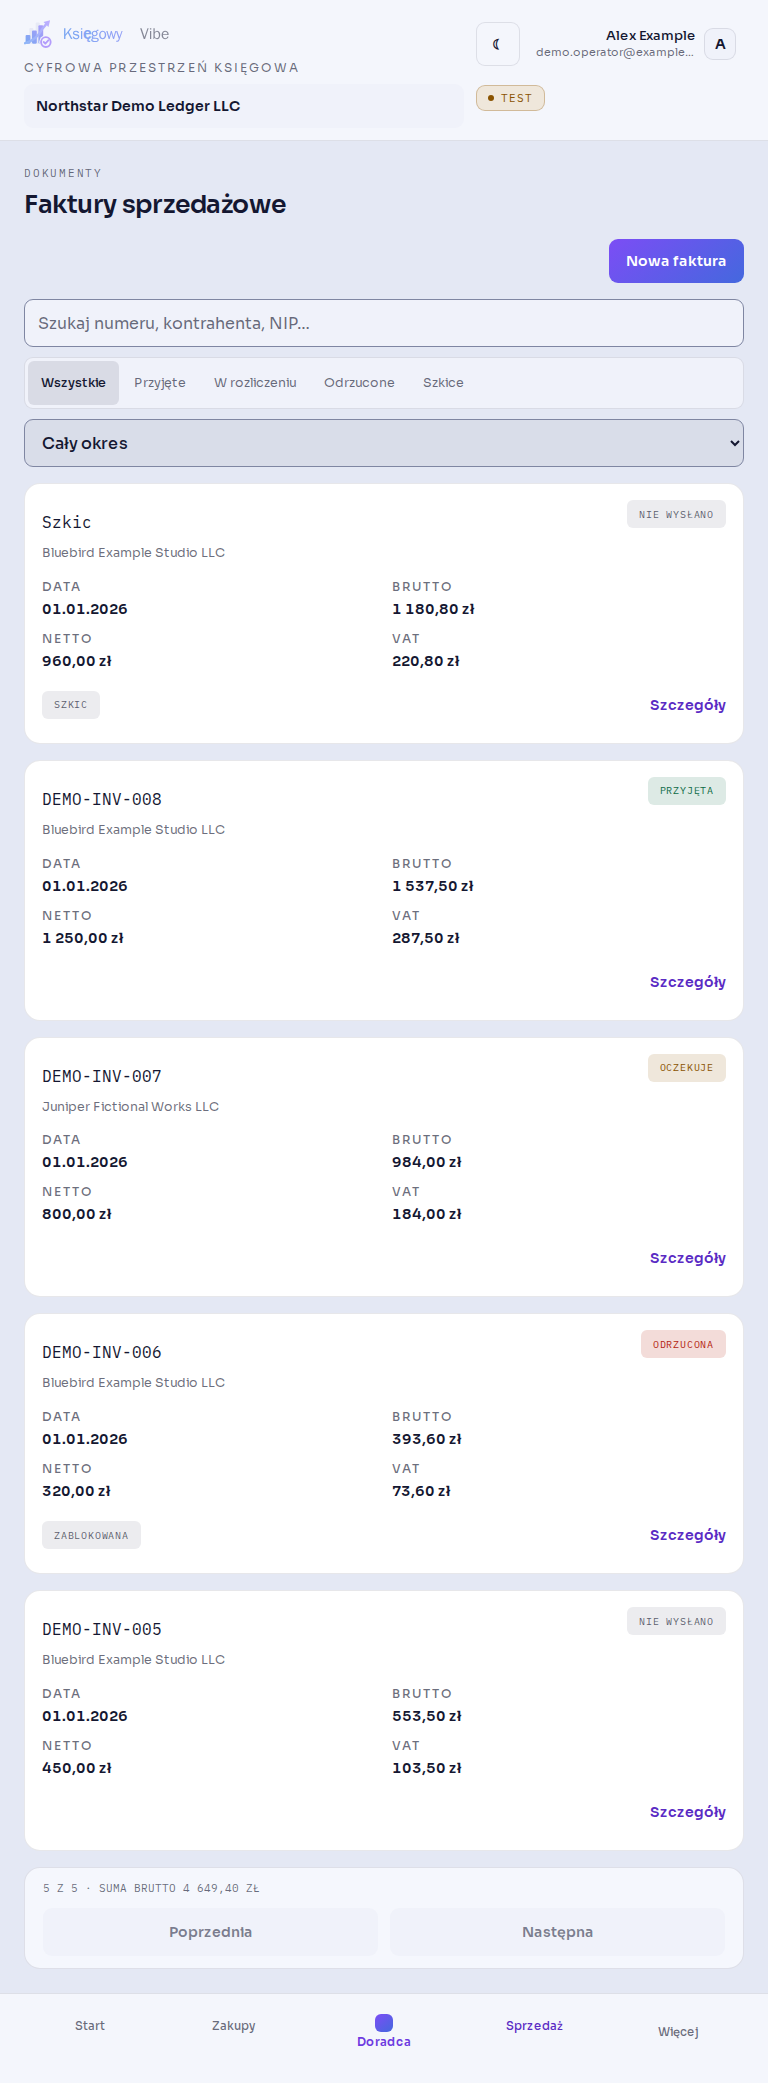 Księgowy Vibe
CYFROWA PRZESTRZEŃ KSIĘGOWA
Northstar Demo Ledger LLC
Alex Example
demo.operator@example...
A
TEST
DOKUMENTY
Faktury sprzedażowe
Nowa faktura
Szukaj numeru, kontrahenta, NIP...
Wszystkie Przyjęte W rozliczeniu Odrzucone Szkice
Cały okres
Szkic
NIE WYSŁANO
Bluebird Example Studio LLC
DATA BRUTTO
01.01.2026 1 180,80 zł
NETTO VAT
960,00 zł 220,80 zł
SZKIC Szczegóły
DEMO-INV-008
PRZYJĘTA
Bluebird Example Studio LLC
DATA BRUTTO
01.01.2026 1 537,50 zł
NETTO VAT
1 250,00 zł 287,50 zł
Szczegóły
DEMO-INV-007
OCZEKUJE
Juniper Fictional Works LLC
DATA BRUTTO
01.01.2026 984,00 zł
NETTO VAT
800,00 zł 184,00 zł
Szczegóły
DEMO-INV-006
ODRZUCONA
Bluebird Example Studio LLC
DATA BRUTTO
01.01.2026 393,60 zł
NETTO VAT
320,00 zł 73,60 zł
ZABLOKOWANA Szczegóły
DEMO-INV-005
NIE WYSŁANO
Bluebird Example Studio LLC
DATA BRUTTO
01.01.2026 553,50 zł
NETTO VAT
450,00 zł 103,50 zł
Szczegóły
5 Z 5 · SUMA BRUTTO 4 649,40 ZŁ
Poprzednia Następna
Start Zakupy Doradca Sprzedaż Więcej